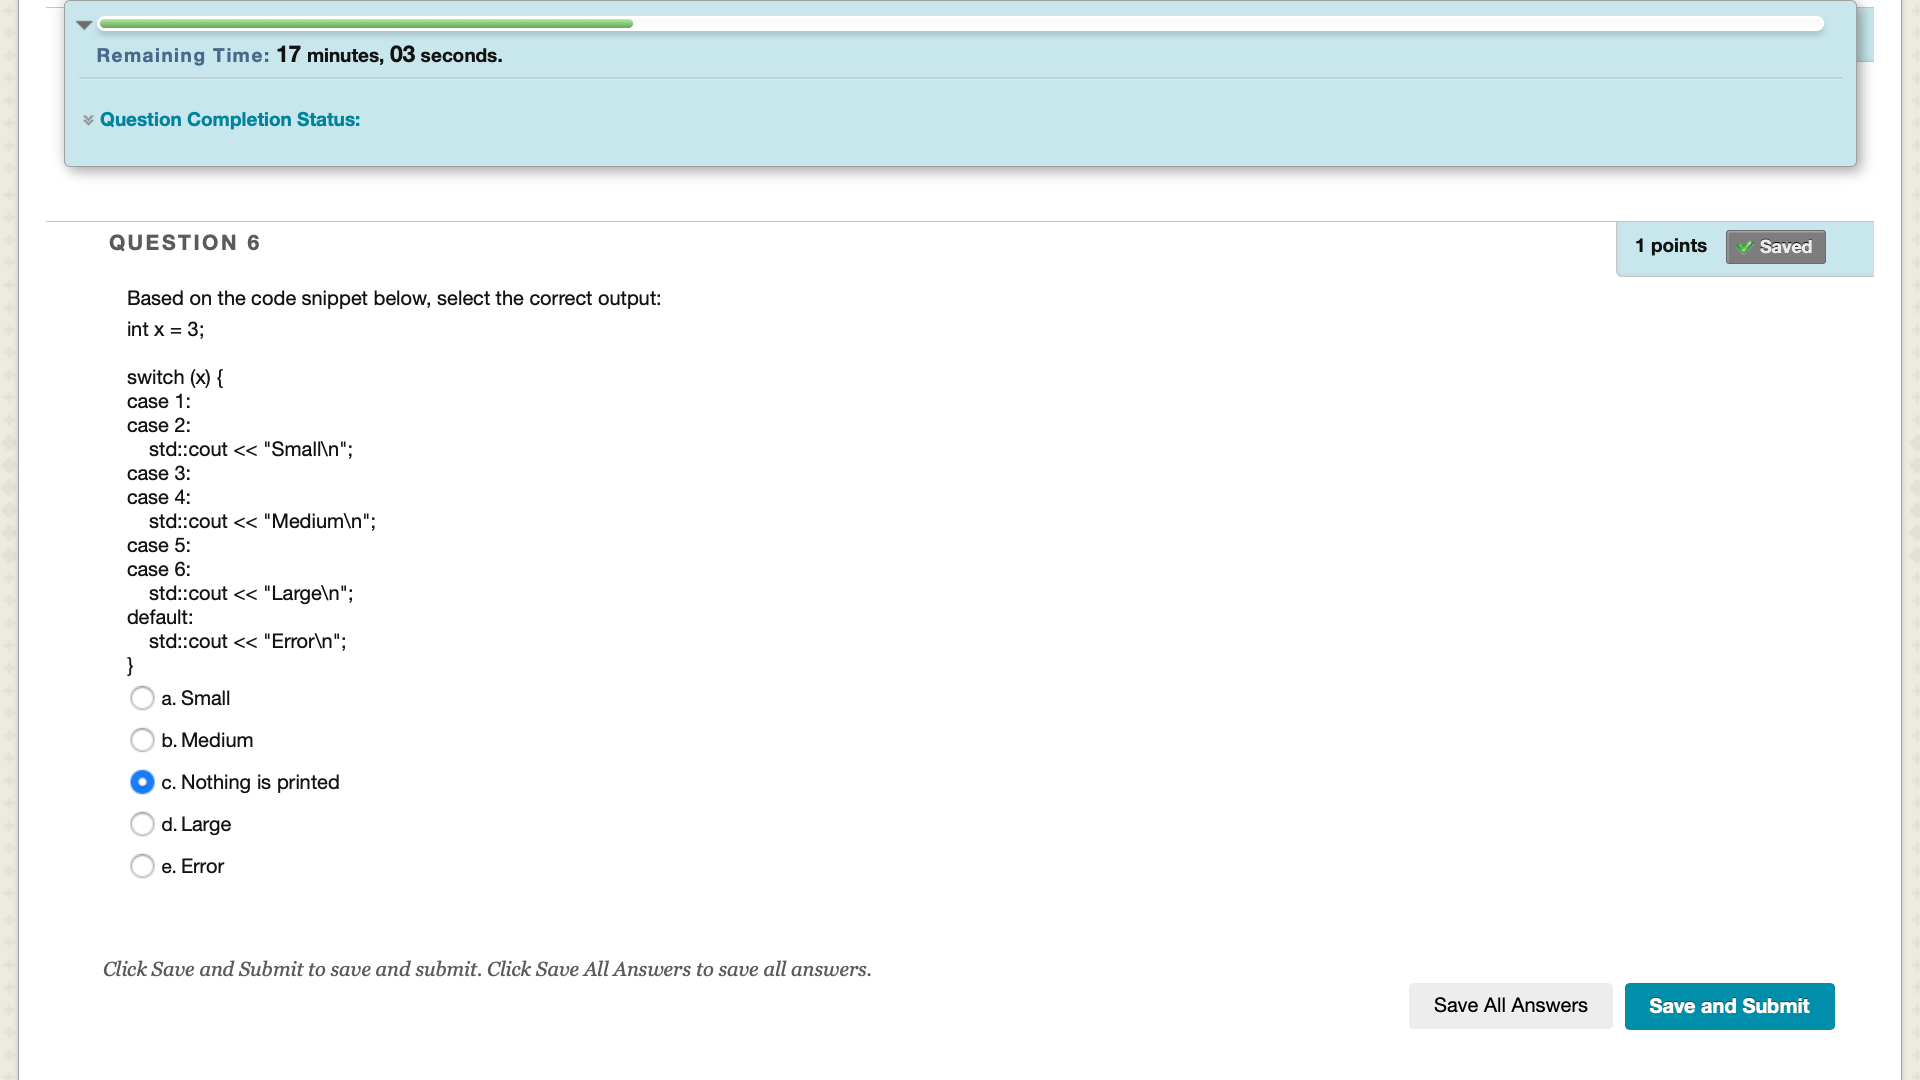 Remaining Time: 17 minutes, 03 seconds.
Question Completion Status:
QUESTION 6
1 points
Saved
Based on the code snippet below, select the correct output:
int x = 3;
switch (x) {
case 1:
case 2:
std::cout << "Small\n";
case 3:
case 4:
std::cout << "Medium\n";
case 5:
case 6:
std::cout << "Large\n";
default:
std::cout << "Error\n";
}
a. Small
b. Medium
c. Nothing is printed
d. Large
e. Error
Click Save and Submit to save and submit. Click Save All Answers to save all answers.
Save All Answers
Save and Submit